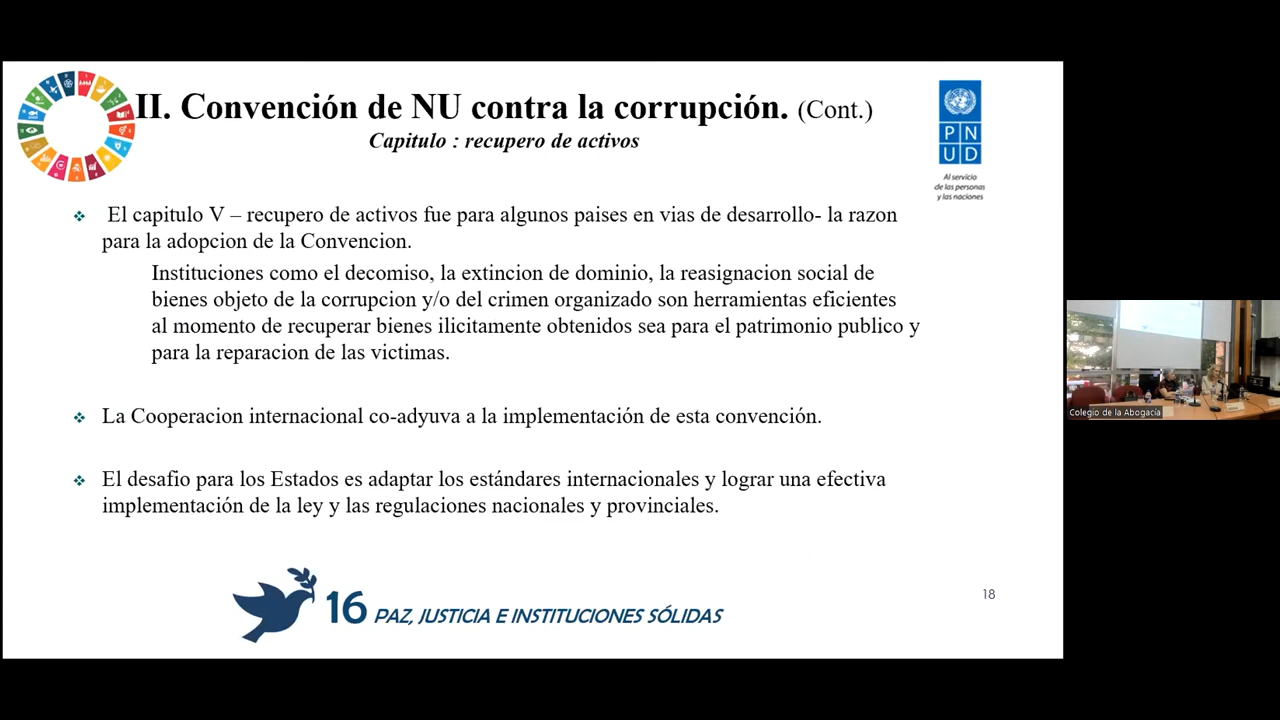 II. Convención de NU contra la corrupción. (Cont.)
Capitulo : recupero de activos
P N
U D
Al servicio
de las personas
y las naciones
❖ El capitulo V – recupero de activos fue para algunos paises en vias de desarrollo- la razon
para la adopcion de la Convencion.
Instituciones como el decomiso, la extincion de dominio, la reasignacion social de
bienes objeto de la corrupcion y/o del crimen organizado son herramientas eficientes
al momento de recuperar bienes ilicitamente obtenidos sea para el patrimonio publico y
para la reparacion de las victimas.
❖ La Cooperacion internacional co-adyuva a la implementación de esta convención.
❖ El desafio para los Estados es adaptar los estándares internacionales y lograr una efectiva
implementación de la ley y las regulaciones nacionales y provinciales.
16 PAZ, JUSTICIA E INSTITUCIONES SÓLIDAS
18
Colegio de la Abogacía